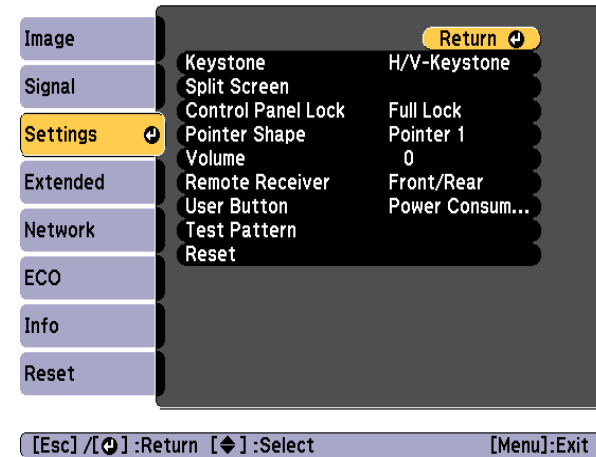 Image
Signal
Settings
Extended
Network
ECO
Info
Reset
Return
Keystone H/V-Keystone
Split Screen
Control Panel Lock Full Lock
Pointer Shape Pointer 1
Volume 0
Remote Receiver Front/Rear
User Button Power Consum...
Test Pattern
Reset
[Esc] /[⏎] :Return [◆] :Select [Menu]:Exit